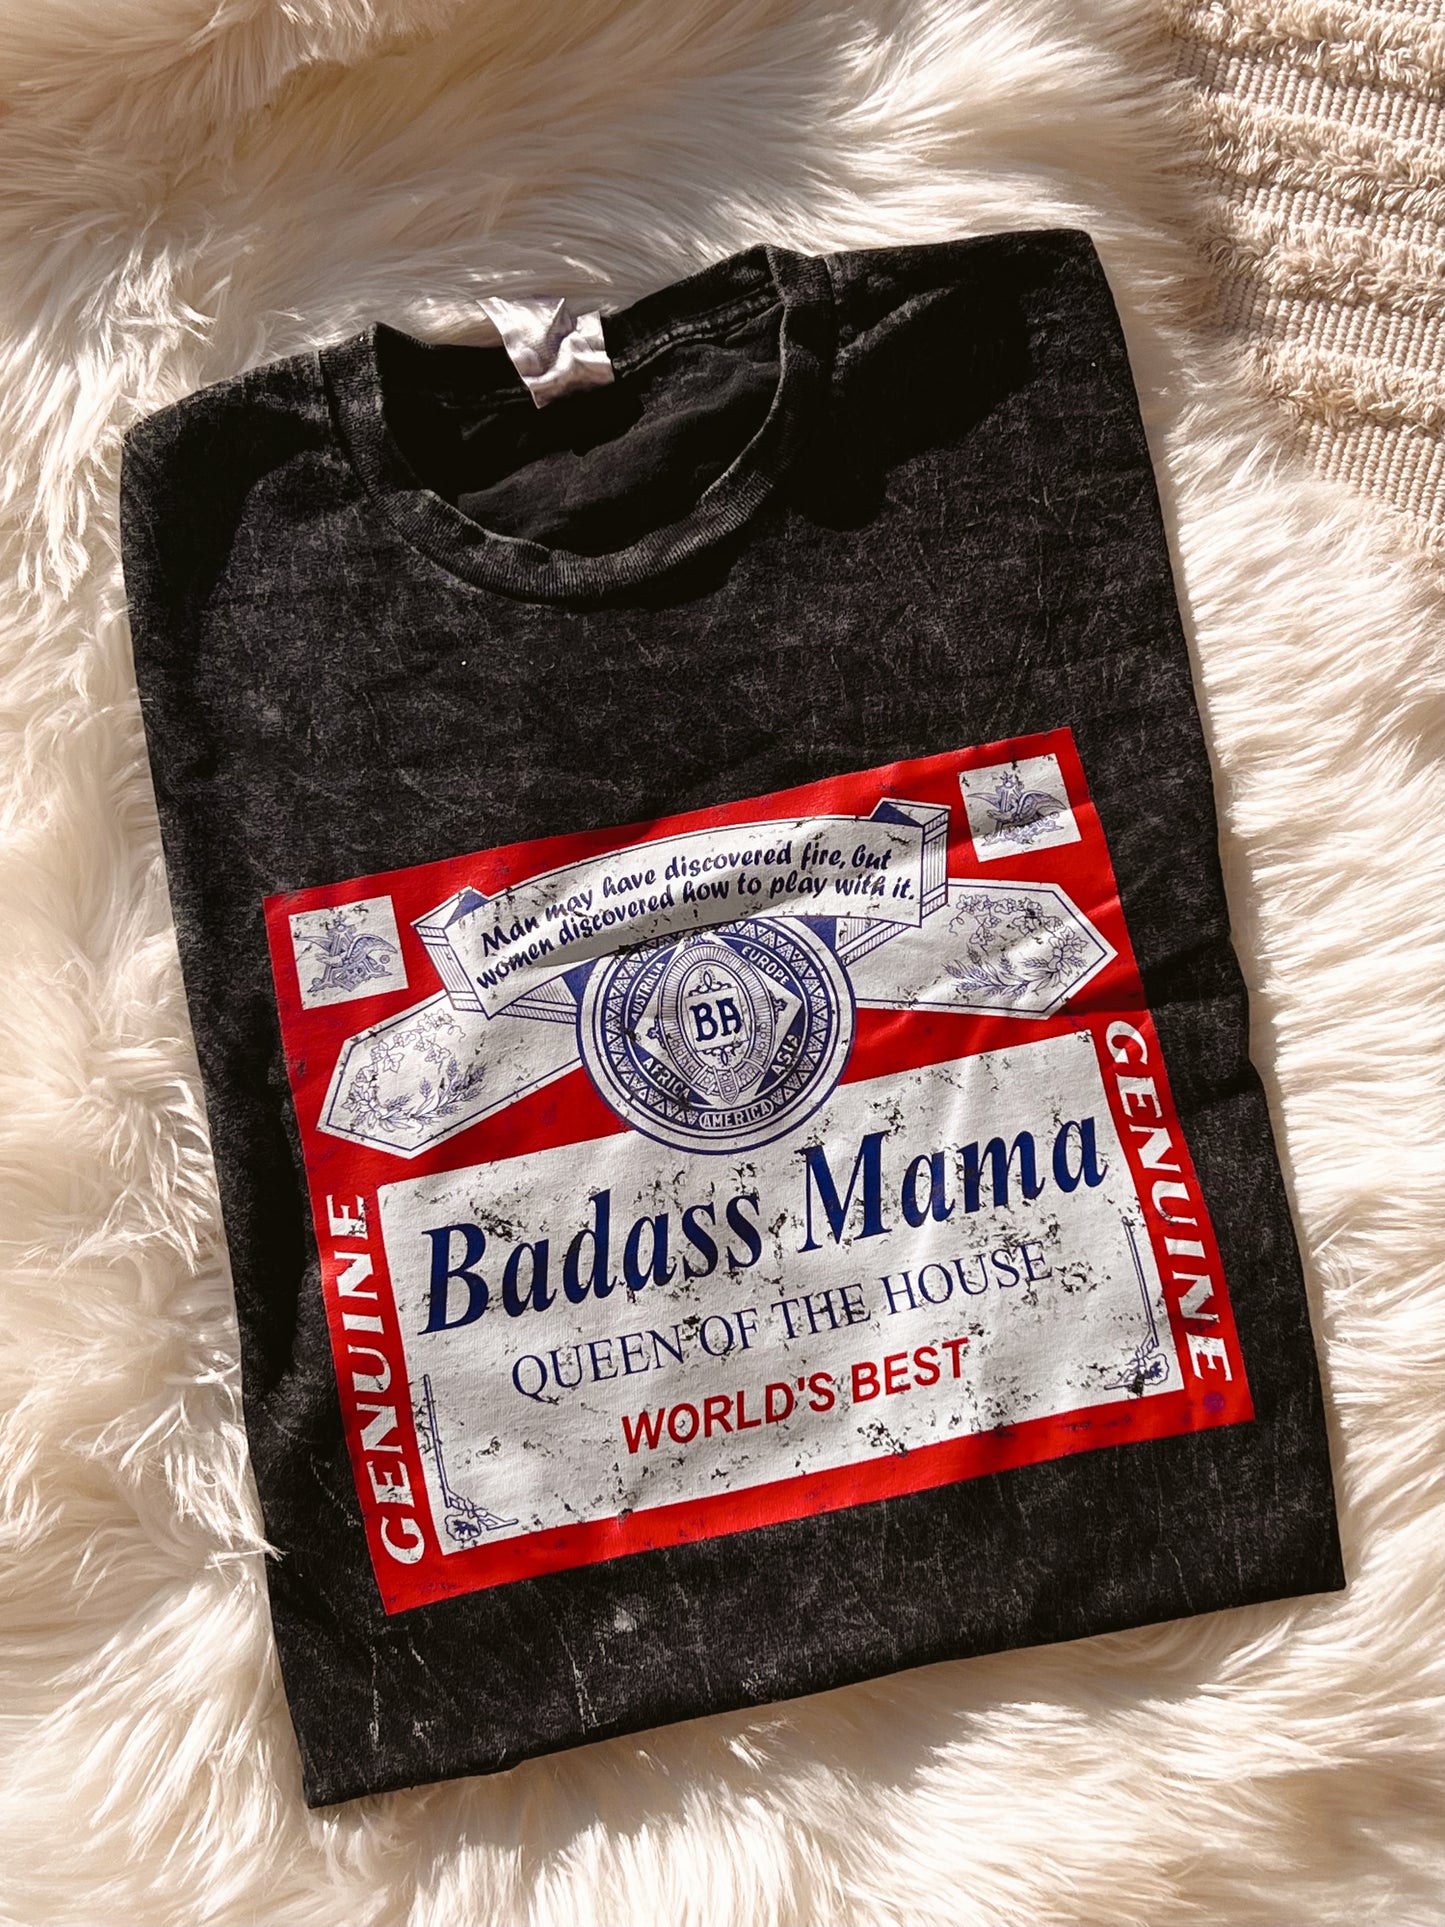 Man may have discovered fire, but
women discovered how to play with it.
AUSTRALIA
EUROPE
BA
AFRICA
ASIA
AMERICA
GENUINE
Badass Mama
QUEEN OF THE HOUSE
WORLD'S BEST
GENUINE